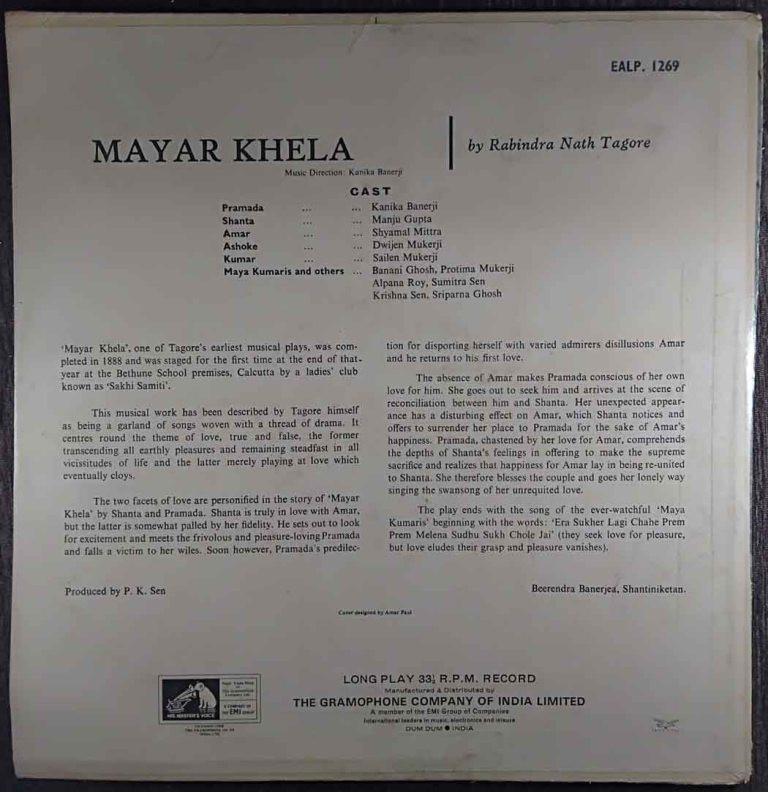 EALP. 1269
MAYAR KHELA
by Rabindra Nath Tagore
Music Direction: Kanika Banerji
CAST
Pramada ... ... Kanika Banerji
Shanta ... ... Manju Gupta
Amar ... ... Shyamal Mittra
Ashoke ... ... Dwijen Mukerji
Kumar ... ... Sailen Mukerji
Maya Kumaris and others ... Banani Ghosh, Protima Mukerji
Alpana Roy, Sumitra Sen
Krishna Sen, Sriparna Ghosh
'Mayar Khela', one of Tagore's earliest musical plays, was com-
pleted in 1888 and was staged for the first time at the end of that-
year at the Bethune School premises, Calcutta by a ladies' club
known as 'Sakhi Samiti'.
This musical work has been described by Tagore himself
as being a garland of songs woven with a thread of drama. It
centres round the theme of love, true and false, the former
transcending all earthly pleasures and remaining steadfast in all
vicissitudes of life and the latter merely playing at love which
eventually cloys.
The two facets of love are personified in the story of 'Mayar
Khela' by Shanta and Pramada. Shanta is truly in love with Amar,
but the latter is somewhat palled by her fidelity. He sets out to look
for excitement and meets the frivolous and pleasure-loving Pramada
and falls a victim to her wiles. Soon however, Pramada's predilec-
tion for disporting herself with varied admirers disillusions Amar
and he returns to his first love.
The absence of Amar makes Pramada conscious of her own
love for him. She goes out to seek him and arrives at the scene of
reconciliation between him and Shanta. Her unexpected appear-
ance has a disturbing effect on Amar, which Shanta notices and
offers to surrender her place to Pramada for the sake of Amar's
happiness. Pramada, chastened by her love for Amar, comprehends
the depths of Shanta's feelings in offering to make the supreme
sacrifice and realizes that happiness for Amar lay in being re-united
to Shanta. She therefore blesses the couple and goes her lonely way
singing the swansong of her unrequited love.
The play ends with the song of the ever-watchful 'Maya
Kumaris' beginning with the words: 'Era Sukher Lagi Chahe Prem
Prem Melena Sudhu Sukh Chole Jai' (they seek love for pleasure,
but love eludes their grasp and pleasure vanishes).
Produced by P. K. Sen
Beerendra Banerjea, Shantiniketan.
Cover designed by Amar Paul
HIS MASTER'S VOICE
EMI
LONG PLAY 33⅓ R.P.M. RECORD
Manufactured & Distributed by
THE GRAMOPHONE COMPANY OF INDIA LIMITED
A member of the EMI Group of Companies
International leaders in music, electronics and leisure
DUM DUM ● INDIA